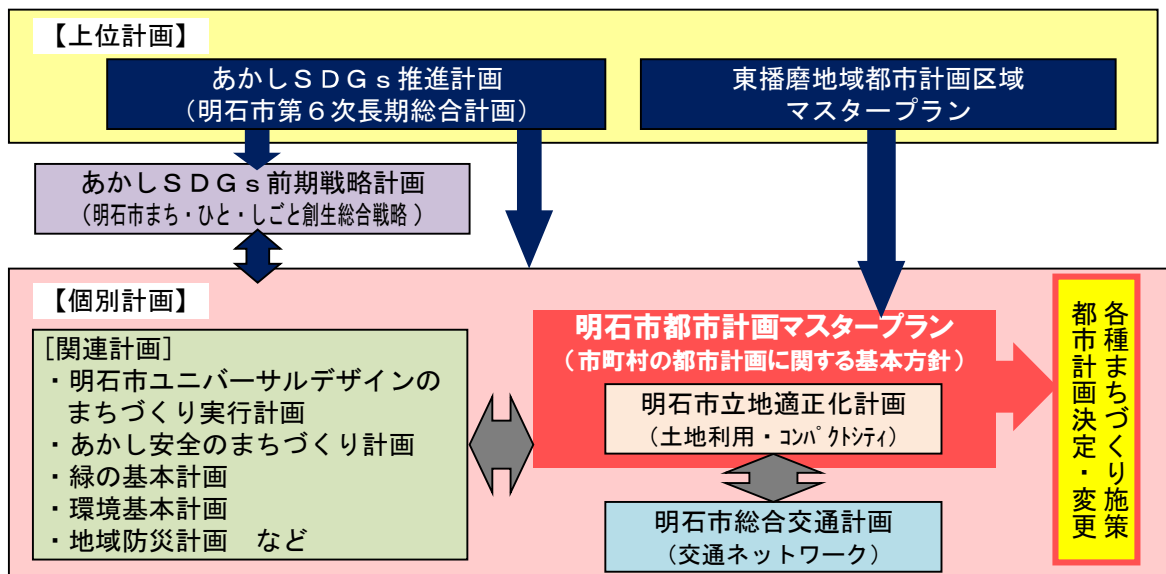 【上位計画】
あかしＳＤＧｓ推進計画
（明石市第６次長期総合計画）
東播磨地域都市計画区域
マスタープラン
あかしＳＤＧｓ前期戦略計画
（明石市まち・ひと・しごと創生総合戦略）
【個別計画】
[関連計画]
・明石市ユニバーサルデザインの
まちづくり実行計画
・あかし安全のまちづくり計画
・緑の基本計画
・環境基本計画
・地域防災計画　など
明石市都市計画マスタープラン
（市町村の都市計画に関する基本方針）
明石市立地適正化計画
（土地利用・ｺﾝﾊﾟｸﾄｼﾃｨ）
明石市総合交通計画
（交通ネットワーク）
各種まちづくり施策
都市計画決定・変更